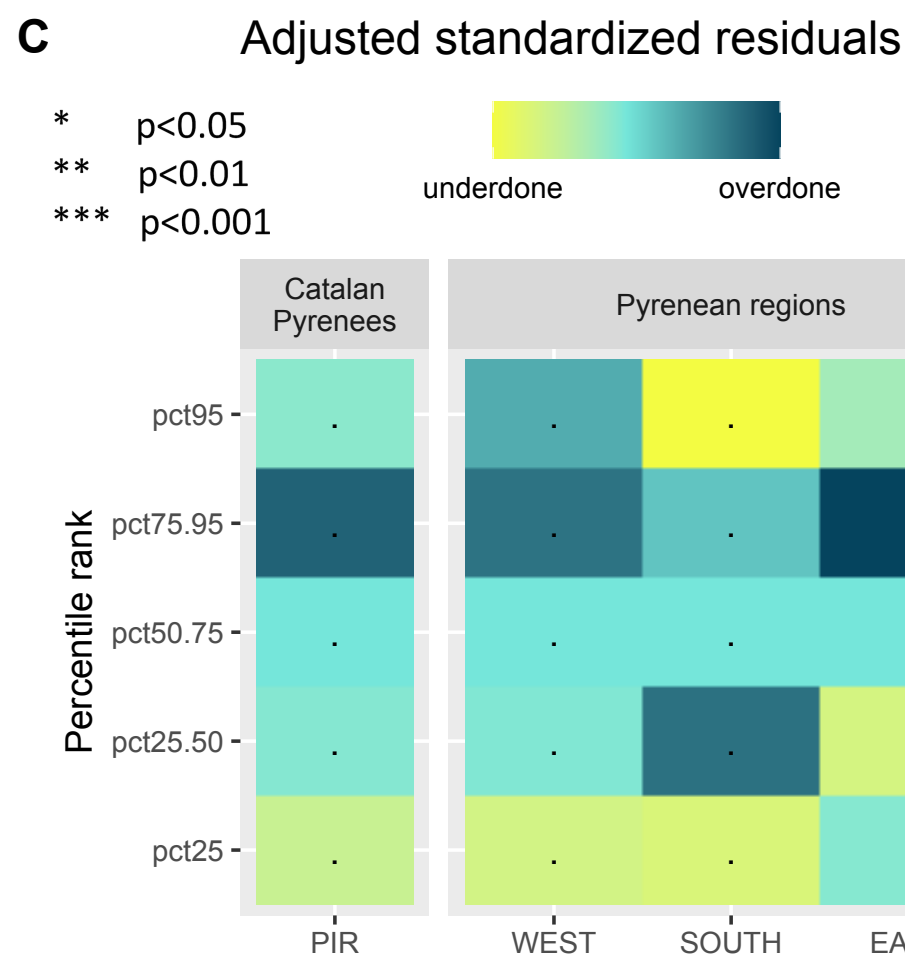 C Adjusted standardized residuals
* p<0.05
** p<0.01
*** p<0.001
underdone overdone
Catalan
Pyrenees
Pyrenean regions
Percentile rank
pct95
pct75.95
pct50.75
pct25.50
pct25
PIR WEST SOUTH EA